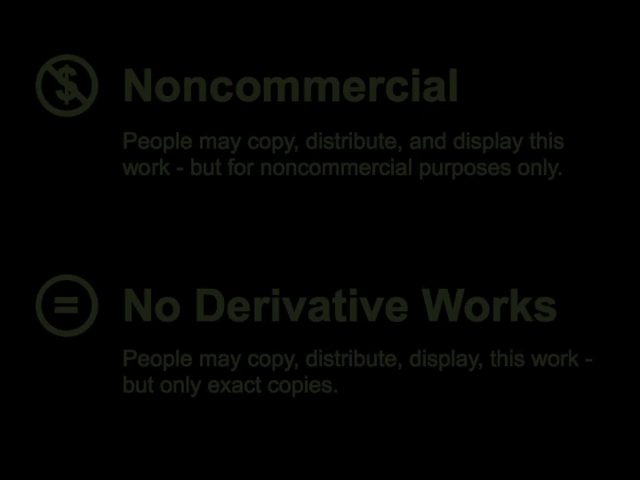 Noncommercial
People may copy, distribute, and display this
work - but for noncommercial purposes only.
No Derivative Works
People may copy, distribute, display, this work -
but only exact copies.